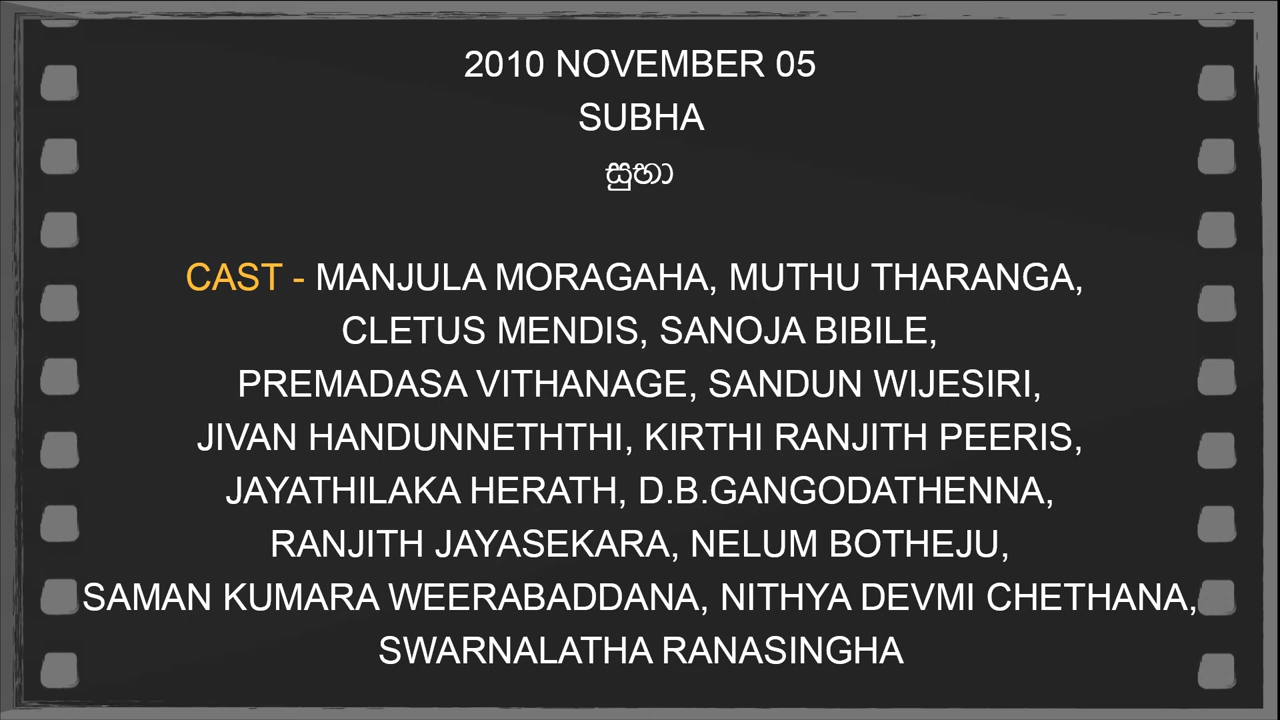 2010 NOVEMBER 05
SUBHA
සුභා
CAST - MANJULA MORAGAHA, MUTHU THARANGA,
CLETUS MENDIS, SANOJA BIBILE,
PREMADASA VITHANAGE, SANDUN WIJESIRI,
JIVAN HANDUNNETHTHI, KIRTHI RANJITH PEERIS,
JAYATHILAKA HERATH, D.B.GANGODATHENNA,
RANJITH JAYASEKARA, NELUM BOTHEJU,
SAMAN KUMARA WEERABADDANA, NITHYA DEVMI CHETHANA,
SWARNALATHA RANASINGHA